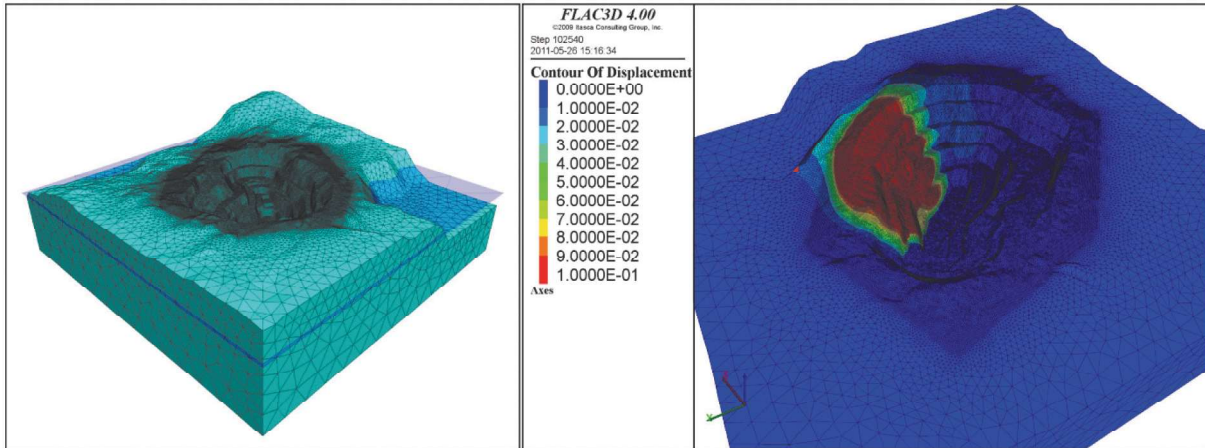 FLAC3D 4.00
©2009 Itasca Consulting Group, Inc.
Step 102540
2011-05-26 15:16:34
Contour Of Displacement
0.0000E+00
1.0000E-02
2.0000E-02
3.0000E-02
4.0000E-02
5.0000E-02
6.0000E-02
7.0000E-02
8.0000E-02
9.0000E-02
1.0000E-01
Axes